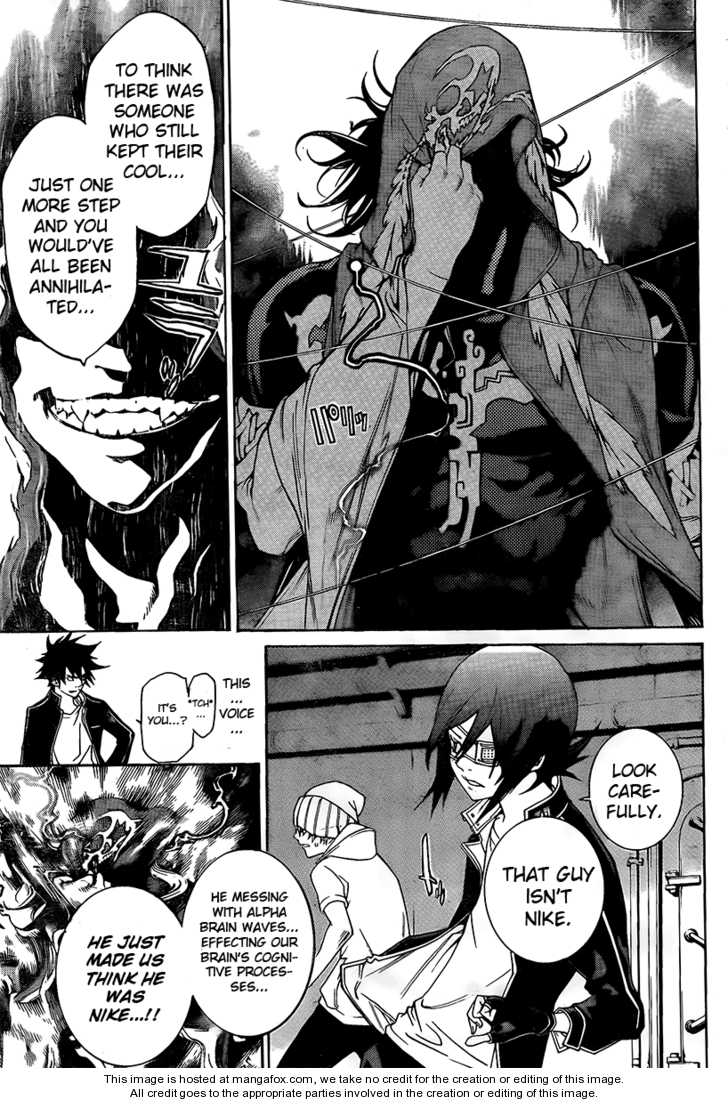 TO THINK
THERE WAS
SOMEONE
WHO STILL
KEPT THEIR
COOL...
JUST ONE
MORE STEP
AND YOU
WOULD'VE
ALL BEEN
ANNIHILA-
TED...
LOOK
CARE-
FULLY.
THAT GUY
ISN'T
NIKE.
THIS
...
VOICE
...
*TCH*
...
IT'S
YOU...?
HE MESSING
WITH ALPHA
BRAIN WAVES...
EFFECTING OUR
BRAIN'S COGNI-
TIVE PROCES-
SES...
HE JUST
MADE US
THINK HE
WAS
NIKE...!!
This image is hosted at mangafox.com, we take no credit for the creation or editing of this image.
All credit goes to the appropriate parties involved in the creation or editing of this image.